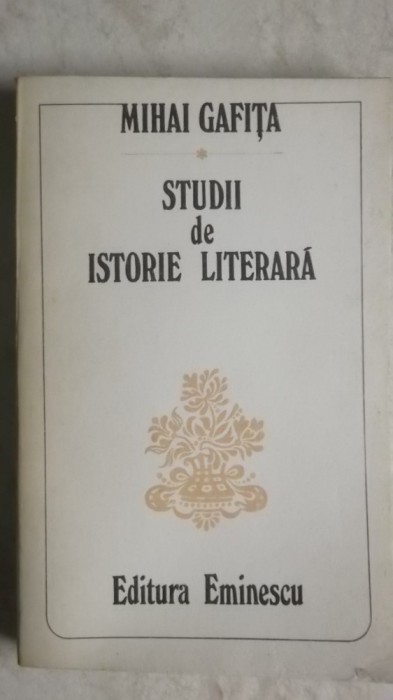 MIHAI GAFIȚA
STUDII
de
ISTORIE LITERARĂ
Editura Eminescu